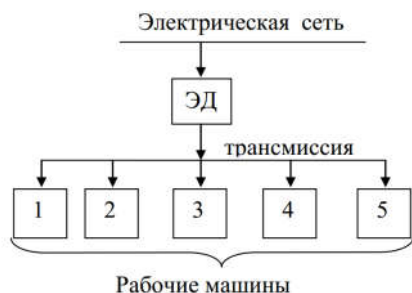 Электрическая сеть
ЭД
трансмиссия
1 2 3 4 5
Рабочие машины